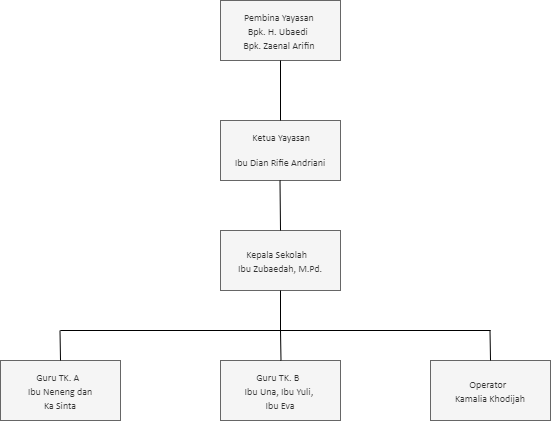 Pembina Yayasan
Bpk. H. Ubaedi
Bpk. Zaenal Arifin
Ketua Yayasan
Ibu Dian Rifie Andriani
Kepala Sekolah
Ibu Zubaedah, M.Pd.
Guru TK. A
Ibu Neneng dan
Ka Sinta
Guru TK. B
Ibu Una, Ibu Yuli,
Ibu Eva
Operator
Kamalia Khodijah